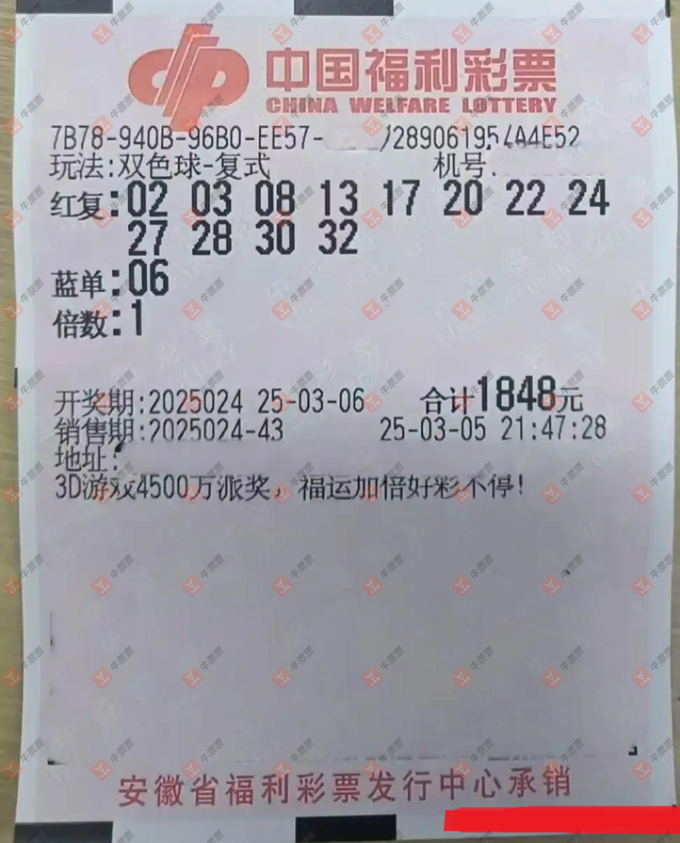 中国福利彩票
CHINA WELFARE LOTTERY
7B78-940B-96B0-EE57- /289061954/A4E52
玩法:双色球-复式 机号:
红复:02 03 08 13 17 20 22 24
27 28 30 32
蓝单:06
倍数:1
开奖期:2025024 25-03-06 合计1848元
销售期:2025024-43 25-03-05 21:47:28
地址:
3D游戏4500万派奖，福运加倍好彩不停!
安徽省福利彩票发行中心承销